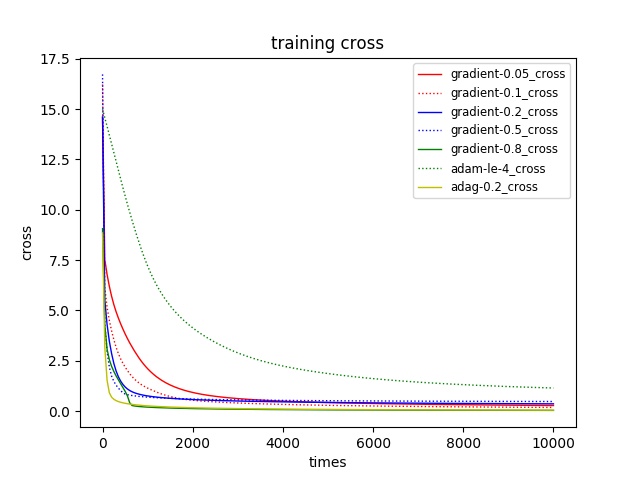 training cross
17.5
15.0
12.5
10.0
7.5
5.0
2.5
0.0
cross
gradient-0.05_cross
gradient-0.1_cross
gradient-0.2_cross
gradient-0.5_cross
gradient-0.8_cross
adam-le-4_cross
adag-0.2_cross
0 2000 4000 6000 8000 10000
times